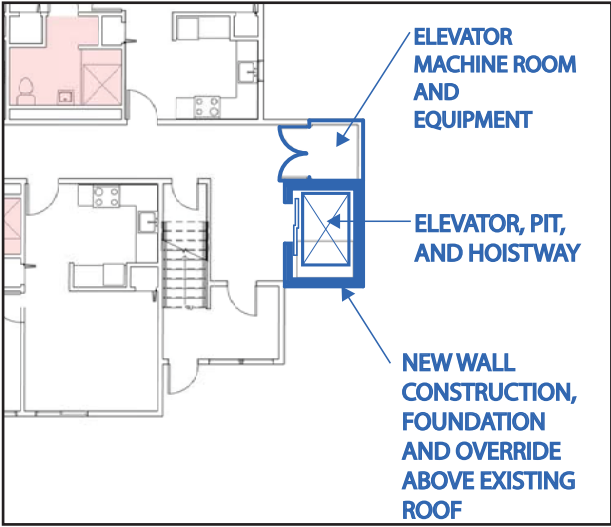 ELEVATOR
MACHINE ROOM
AND
EQUIPMENT
ELEVATOR, PIT,
AND HOISTWAY
NEW WALL
CONSTRUCTION,
FOUNDATION
AND OVERRIDE
ABOVE EXISTING
ROOF